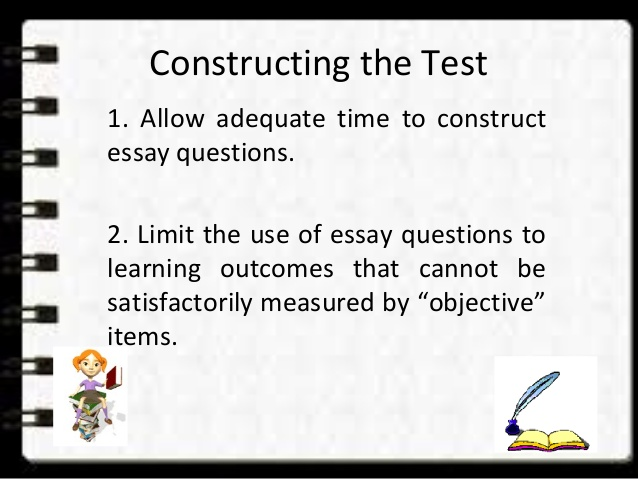 Constructing the Test
1. Allow adequate time to construct
essay questions.
2. Limit the use of essay questions to
learning outcomes that cannot be
satisfactorily measured by “objective”
items.